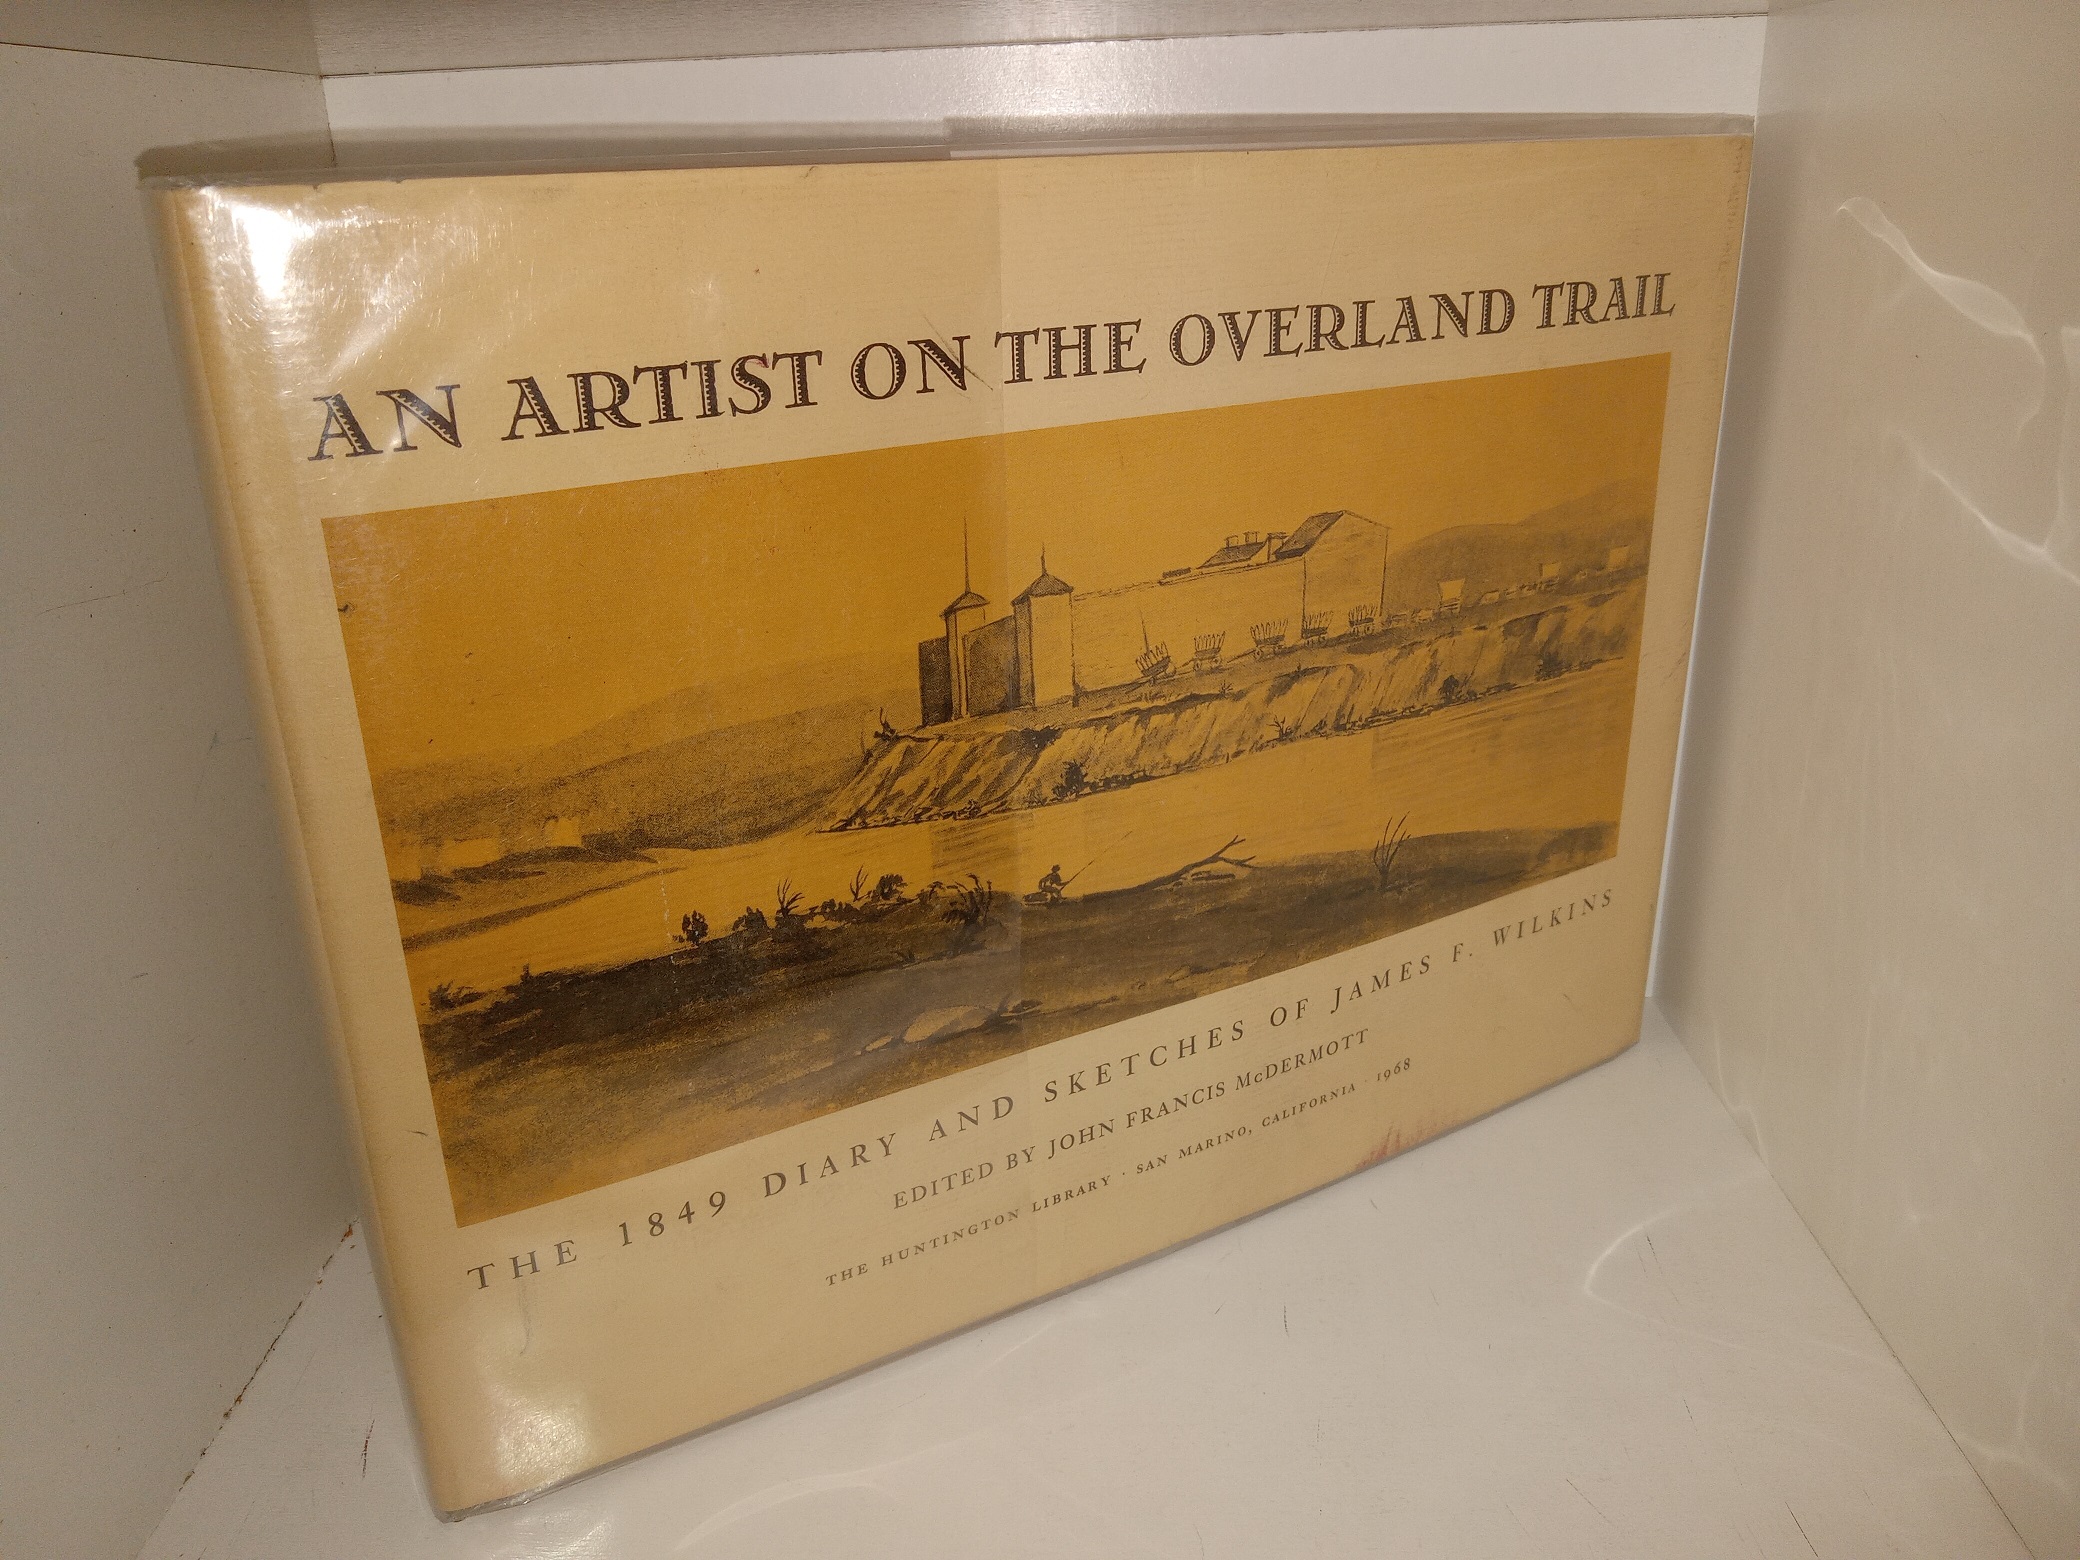 AN ARTIST ON THE OVERLAND TRAIL
THE 1849 DIARY AND SKETCHES OF JAMES F. WILKINS
EDITED BY JOHN FRANCIS McDERMOTT
THE HUNTINGTON LIBRARY · SAN MARINO, CALIFORNIA · 1968